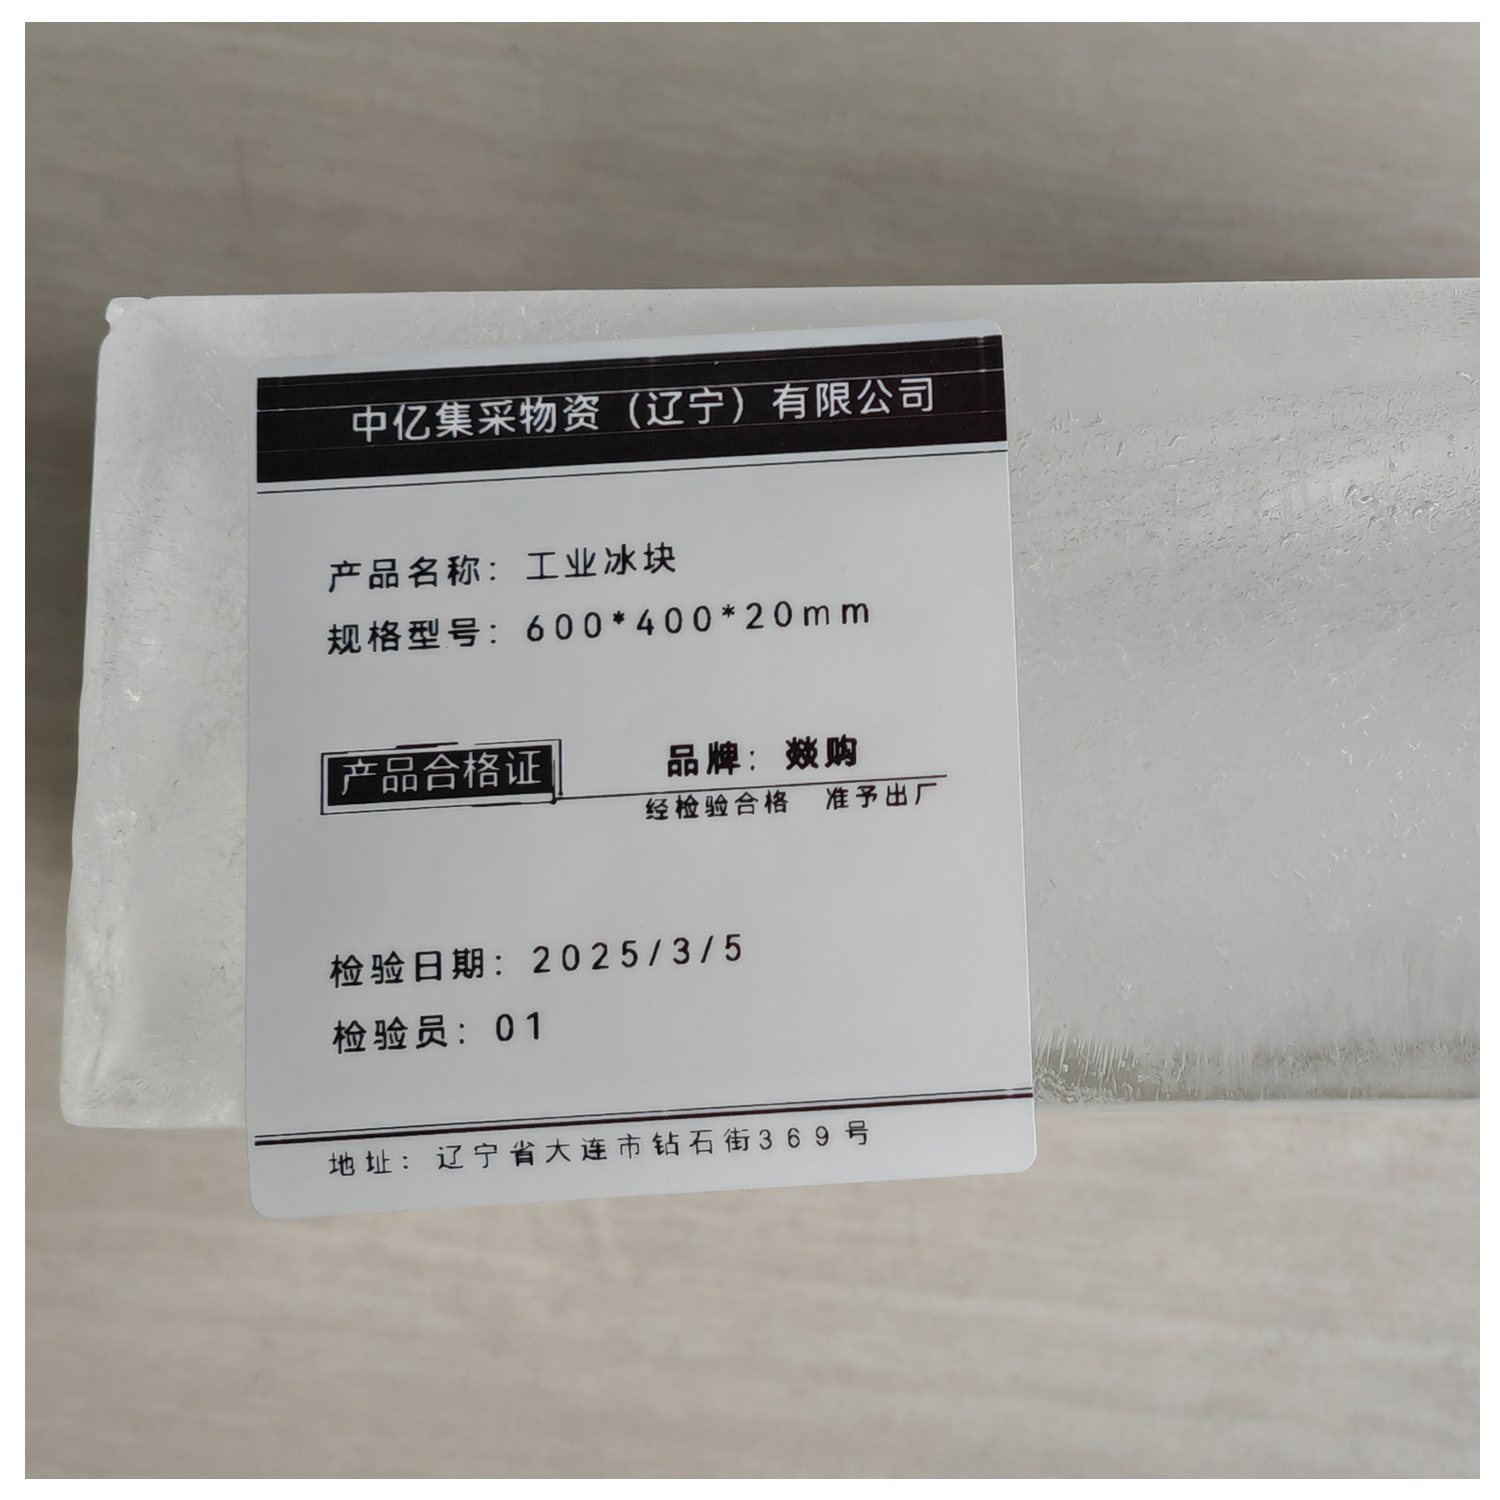 中亿集采物资（辽宁）有限公司
产品名称：工业冰块
规格型号：600*400*20mm
产品合格证
品牌：燚购
经检验合格 准予出厂
检验日期：2025/3/5
检验员：01
地址：辽宁省大连市钻石街369号